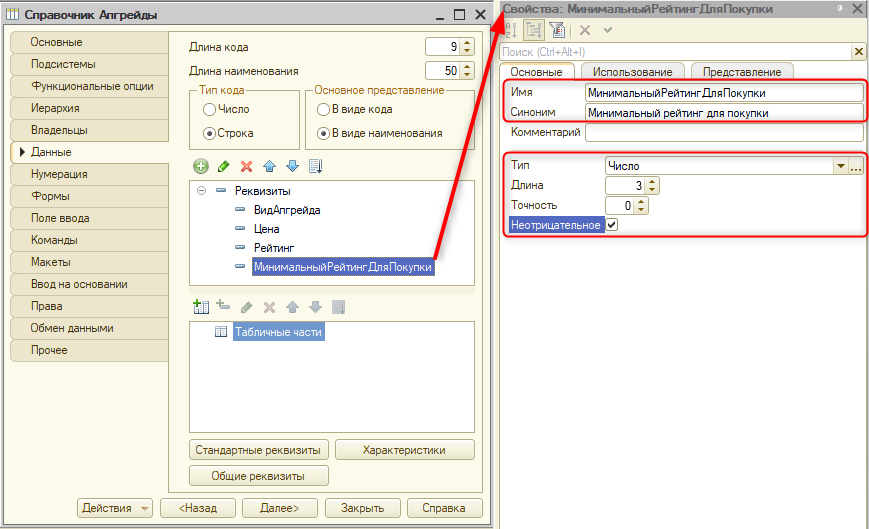 Справочник Апгрейды
Основные
Подсистемы
Функциональные опции
Иерархия
Владельцы
Данные
Нумерация
Формы
Поле ввода
Команды
Макеты
Ввод на основании
Права
Обмен данными
Прочее
Длина кода
9
Длина наименования
50
Тип кода
Число
Строка
Основное представление
В виде кода
В виде наименования
Реквизиты
ВидАпгрейда
Цена
Рейтинг
МинимальныйРейтингДляПокупки
Табличные части
Стандартные реквизиты
Характеристики
Общие реквизиты
Действия
<Назад
Далее>
Закрыть
Справка
Свойства: МинимальныйРейтингДляПокупки
Поиск (Ctrl+Alt+I)
Основные
Использование
Представление
Имя
МинимальныйРейтингДляПокупки
Синоним
Минимальный рейтинг для покупки
Комментарий
Тип
Число
...
Длина
3
Точность
0
Неотрицательное